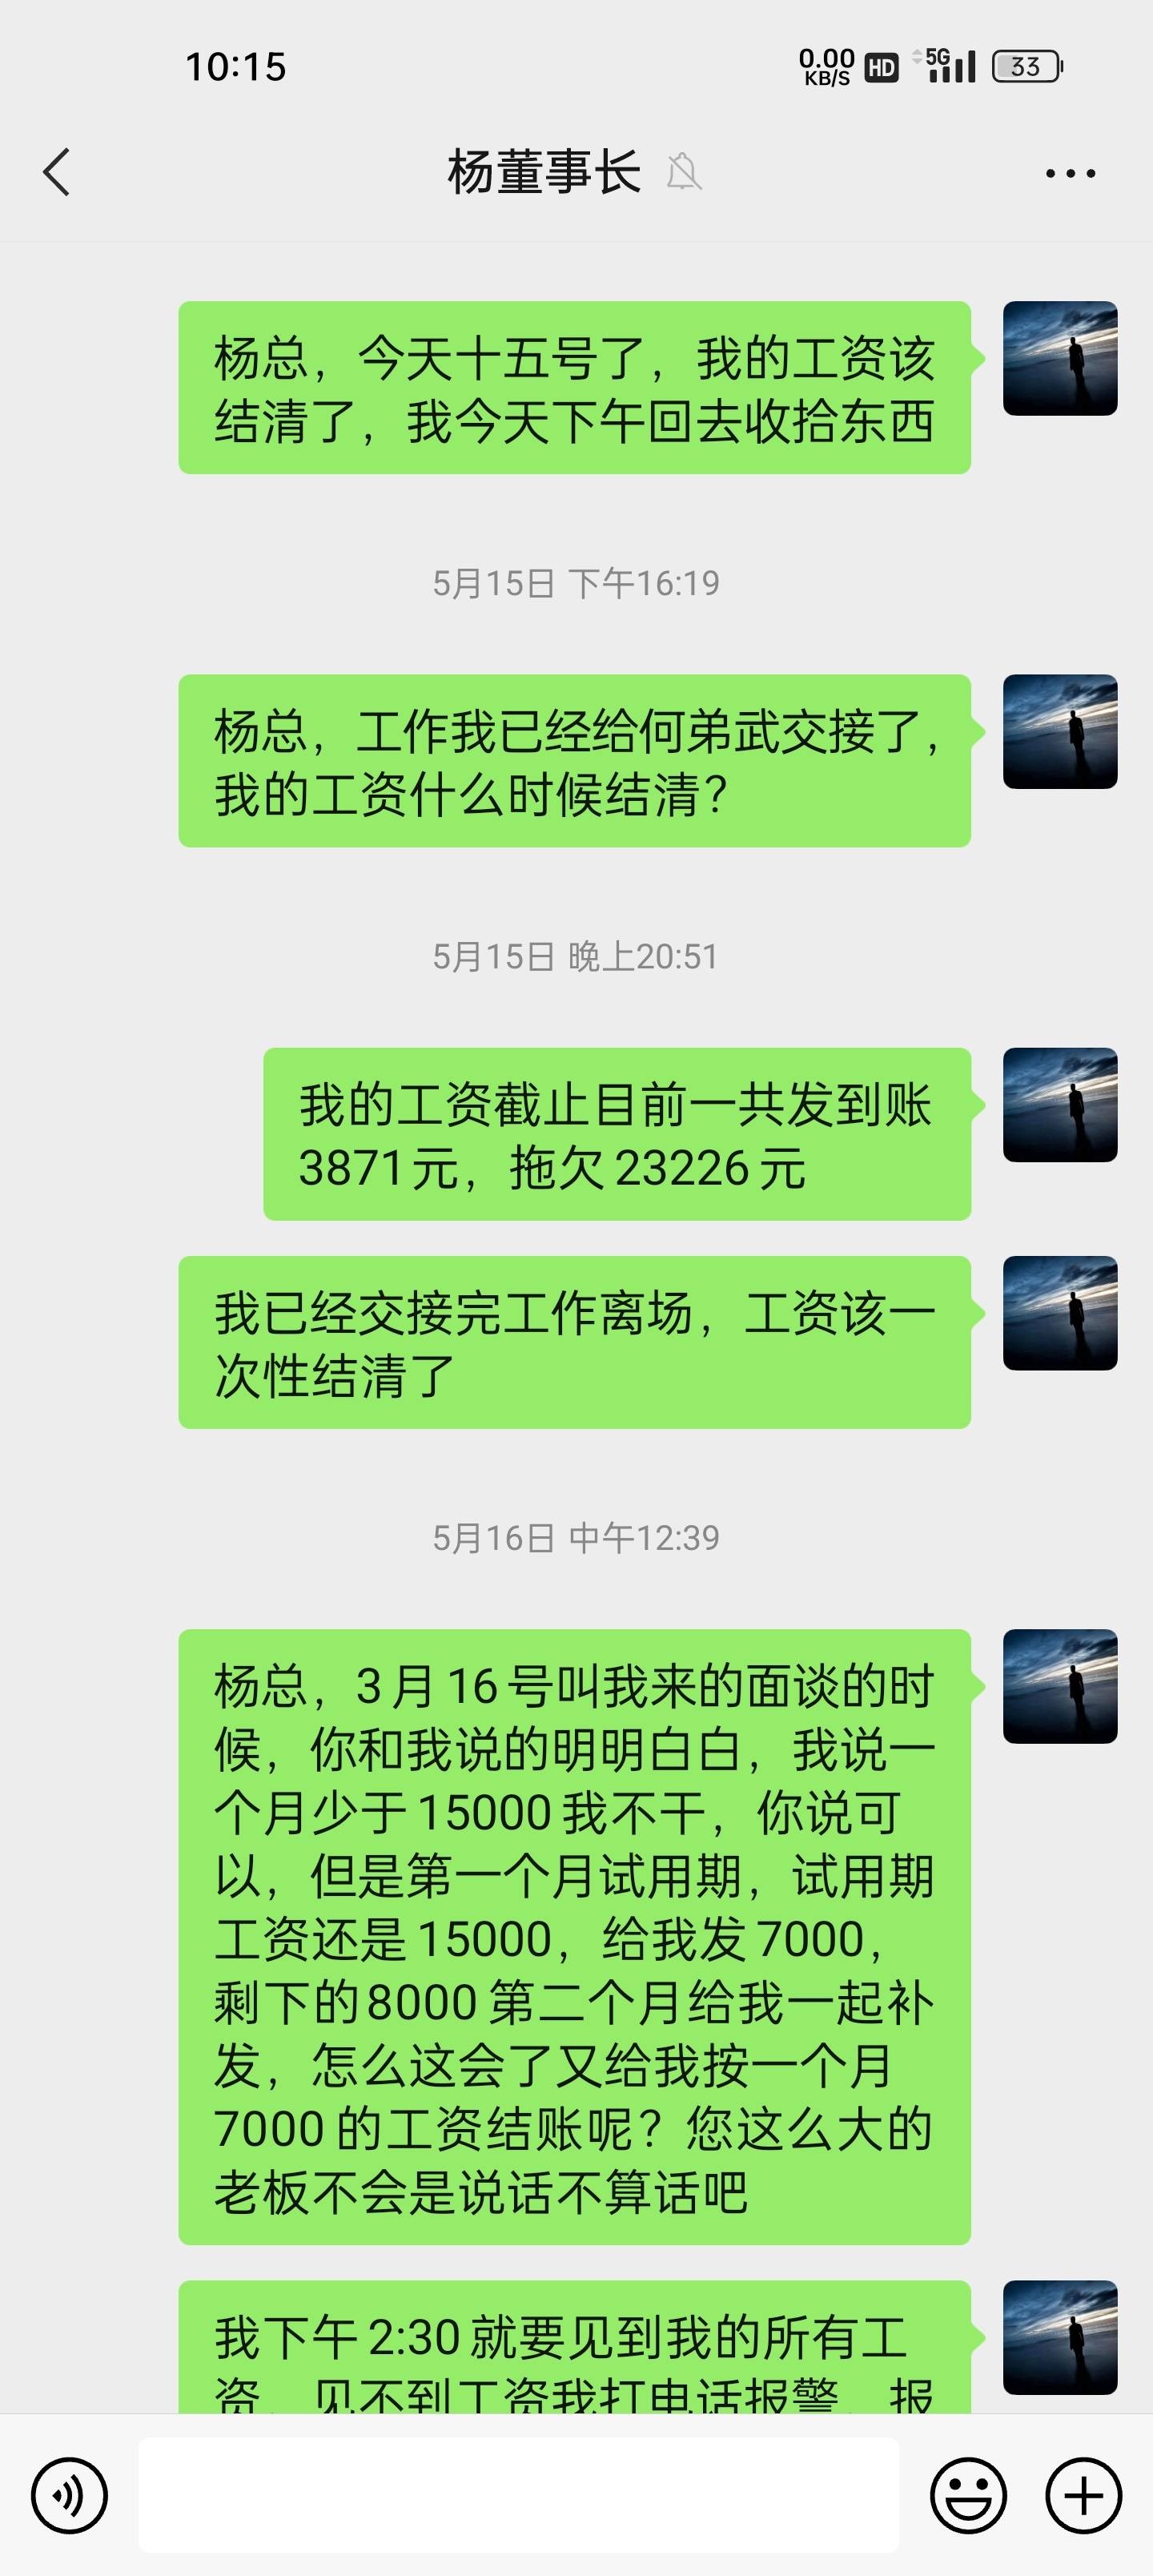 10:15
0.00
KB/S
HD
5G
33
杨董事长
杨总，今天十五号了，我的工资该
结清了，我今天下午回去收拾东西
5月15日 下午16:19
杨总，工作我已经给何弟武交接了，
我的工资什么时候结清？
5月15日 晚上20:51
我的工资截止目前一共发到账
3871元，拖欠23226元
我已经交接完工作离场，工资该一
次性结清了
5月16日 中午12:39
杨总，3月16号叫我来的面谈的时
候，你和我说的明明白白，我说一
个月少于15000我不干，你说可
以，但是第一个月试用期，试用期
工资还是15000，给我发7000，
剩下的8000第二个月给我一起补
发，怎么这会了又给我按一个月
7000的工资结账呢？您这么大的
老板不会是说话不算话吧
我下午2:30就要见到我的所有工
资，见不到工资我打电话报警，报